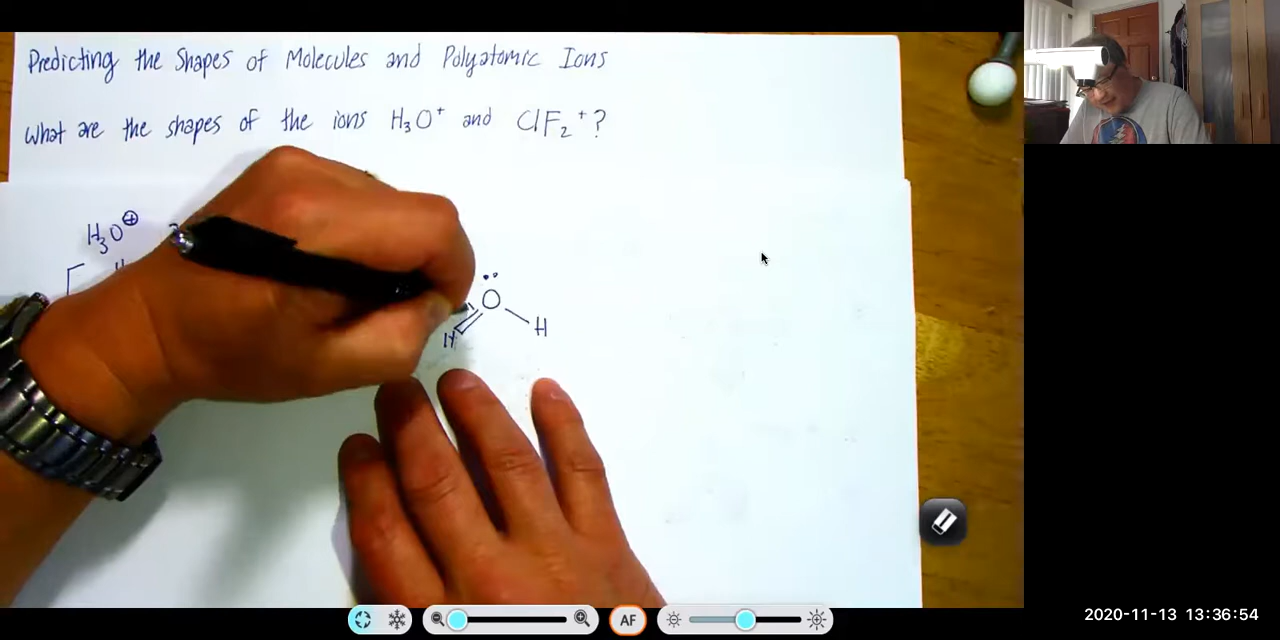 Predicting the Shapes of Molecules and Polyatomic Ions
What are the shapes of the ions H₃O⁺ and ClF₂⁺?
H₃O⊕
H
O
H
H
AF
2020-11-13 13:36:54